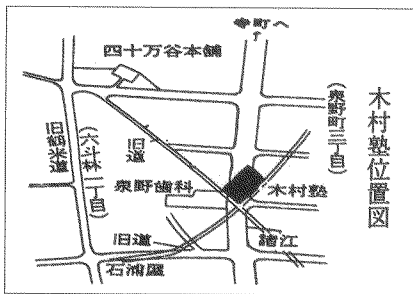 木村塾位置図
寺町へ
↑
四十万谷本舗
(泉野町三丁目)
旧鶴来道
(六斗林一丁目)
旧道
泉野歯科
木村塾
諸江
旧道
石浦屋